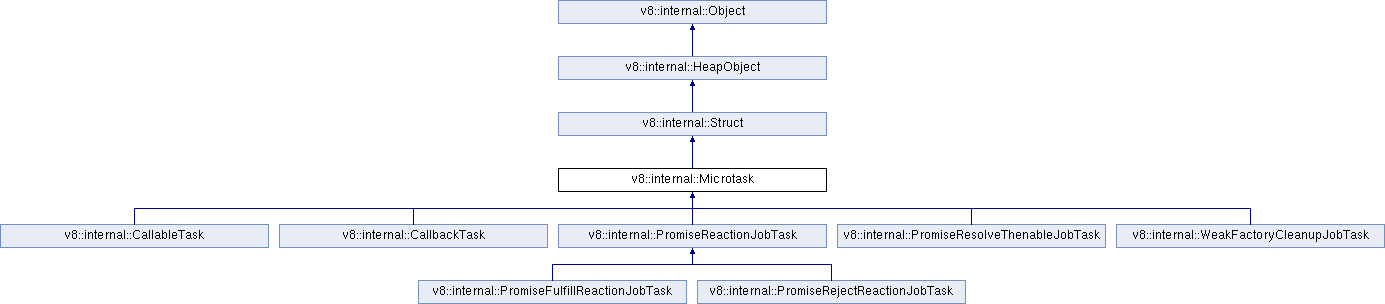 v8::internal::Object
v8::internal::HeapObject
v8::internal::Struct
v8::internal::Microtask
v8::internal::CallableTask
v8::internal::CallbackTask
v8::internal::PromiseReactionJobTask
v8::internal::PromiseResolveThenableJobTask
v8::internal::WeakFactoryCleanupJobTask
v8::internal::PromiseFulfillReactionJobTask
v8::internal::PromiseRejectReactionJobTask